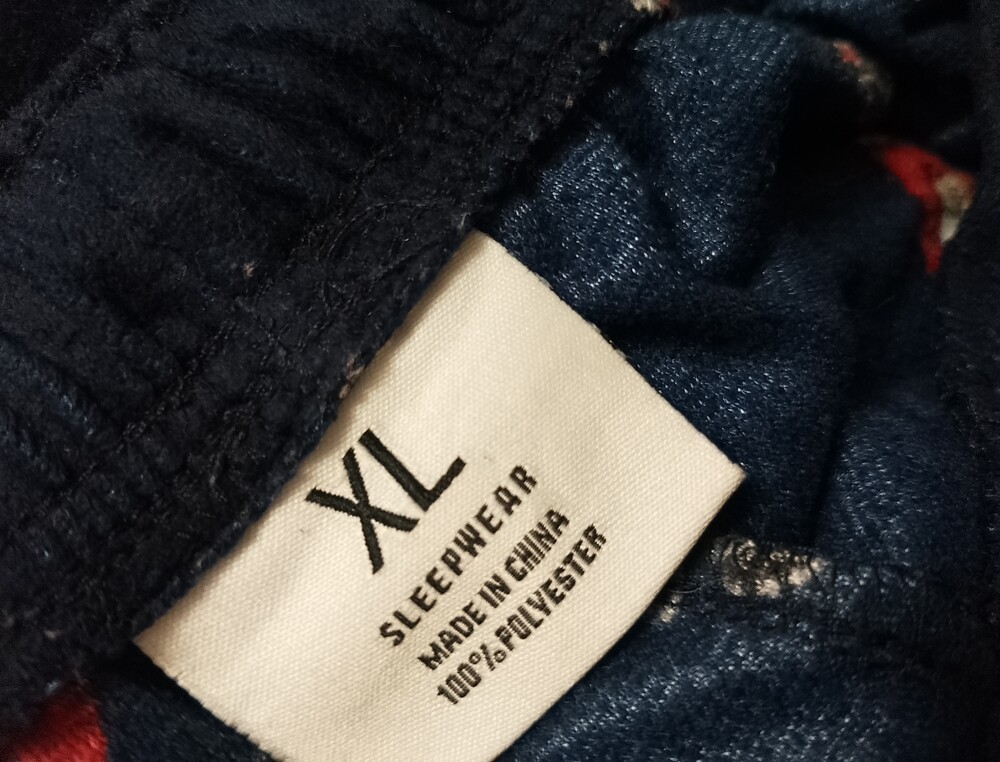 XL
SLEEPWEAR
MADE IN CHINA
100% POLYESTER